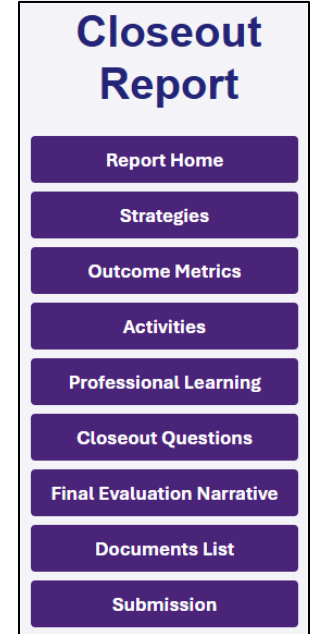 Closeout
Report
Report Home
Strategies
Outcome Metrics
Activities
Professional Learning
Closeout Questions
Final Evaluation Narrative
Documents List
Submission